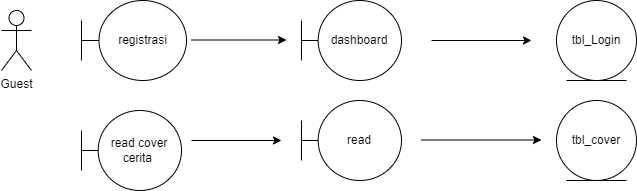 registrasi
dashboard
tbl_Login
Guest
read cover
cerita
read
tbl_cover